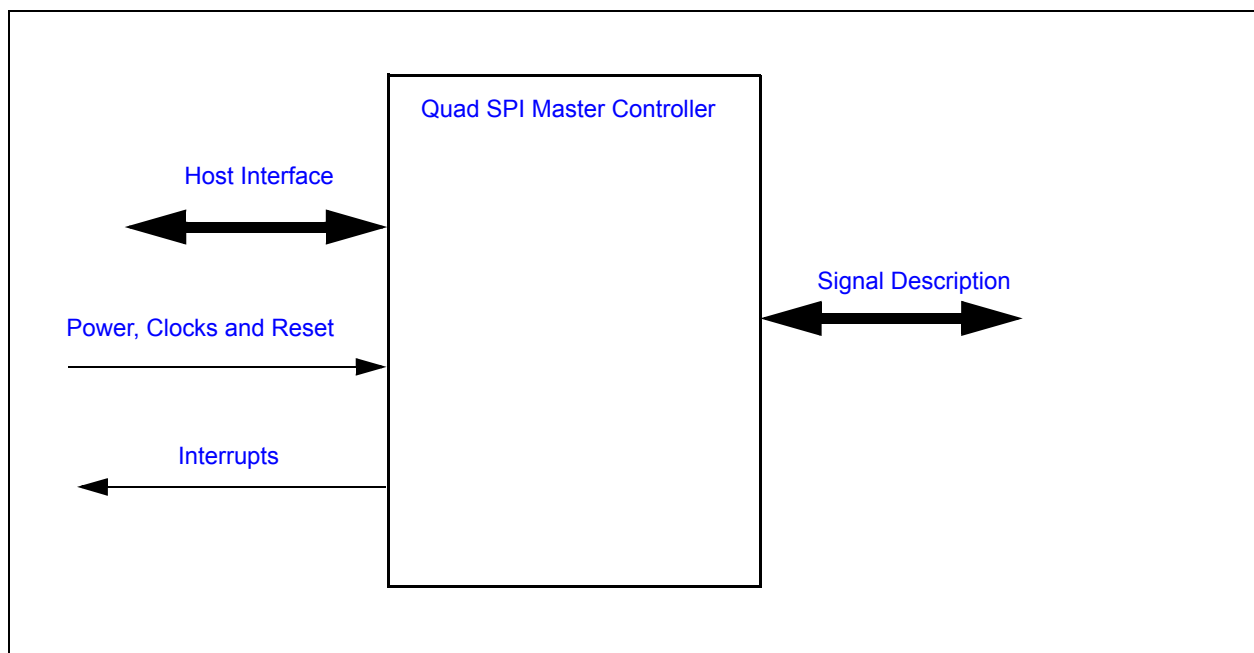 Quad SPI Master Controller
Host Interface
Signal Description
Power, Clocks and Reset
Interrupts